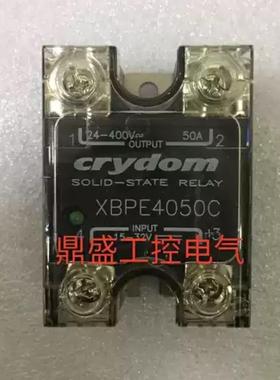 24-400V≂ 50A
1 OUTPUT 2
crydom
SOLID-STATE RELAY
XBPE4050C
4 INPUT +3
15-32V
鼎盛工控电气